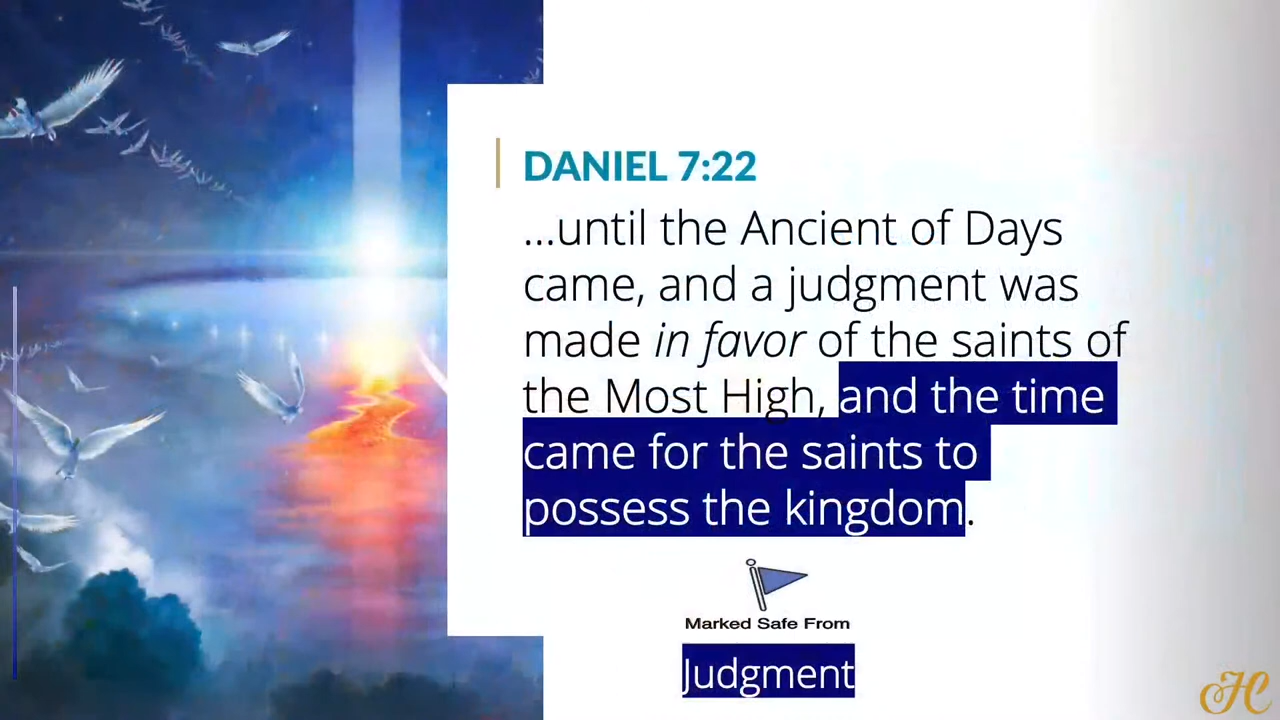 DANIEL 7:22
...until the Ancient of Days
came, and a judgment was
made in favor of the saints of
the Most High, and the time
came for the saints to
possess the kingdom.
Marked Safe From
Judgment
H